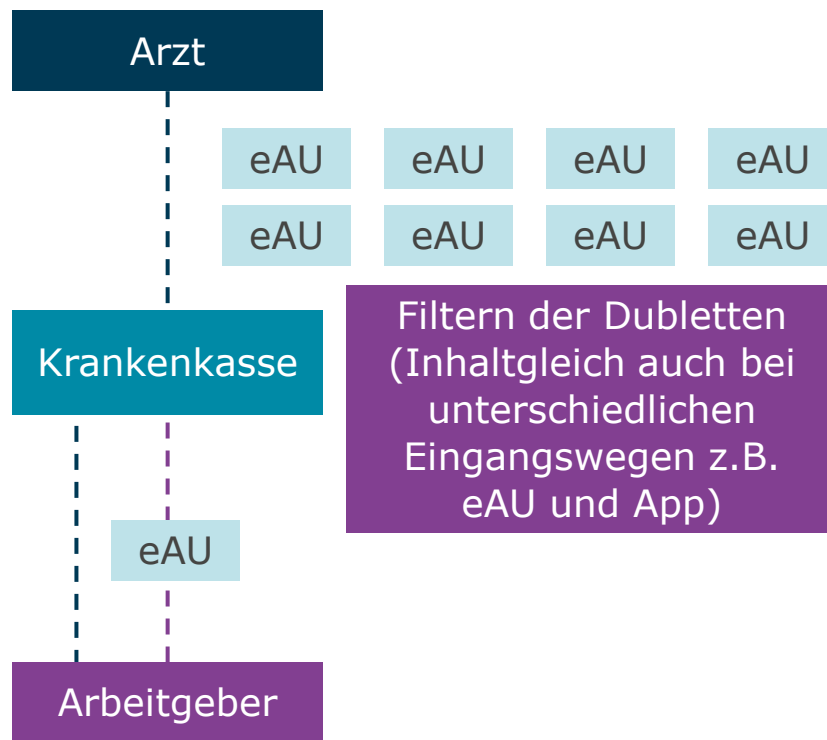 Arzt
eAU eAU eAU eAU
eAU eAU eAU eAU
Krankenkasse
Filtern der Dubletten
(Inhaltgleich auch bei
unterschiedlichen
Eingangswegen z.B.
eAU und App)
eAU
Arbeitgeber